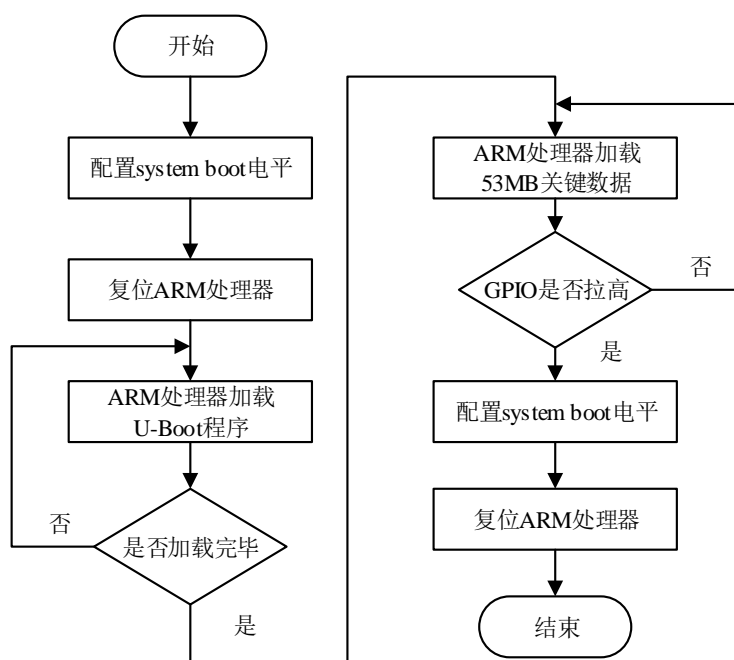 开始
配置system boot电平
复位ARM处理器
ARM处理器加载
U-Boot程序
否
是否加载完毕
是
ARM处理器加载
53MB关键数据
GPIO是否拉高
否
是
配置system boot电平
复位ARM处理器
结束